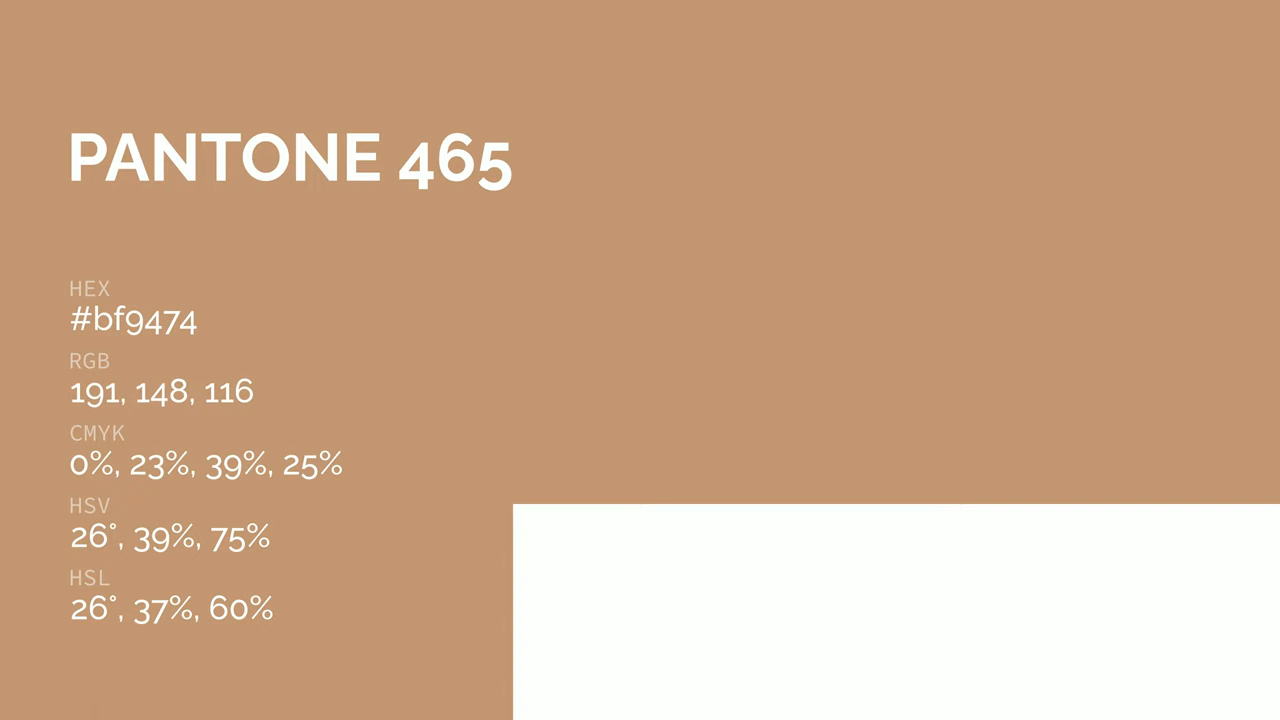 PANTONE 465
HEX
#bf9474
RGB
191, 148, 116
CMYK
0%, 23%, 39%, 25%
HSV
26°, 39%, 75%
HSL
26°, 37%, 60%